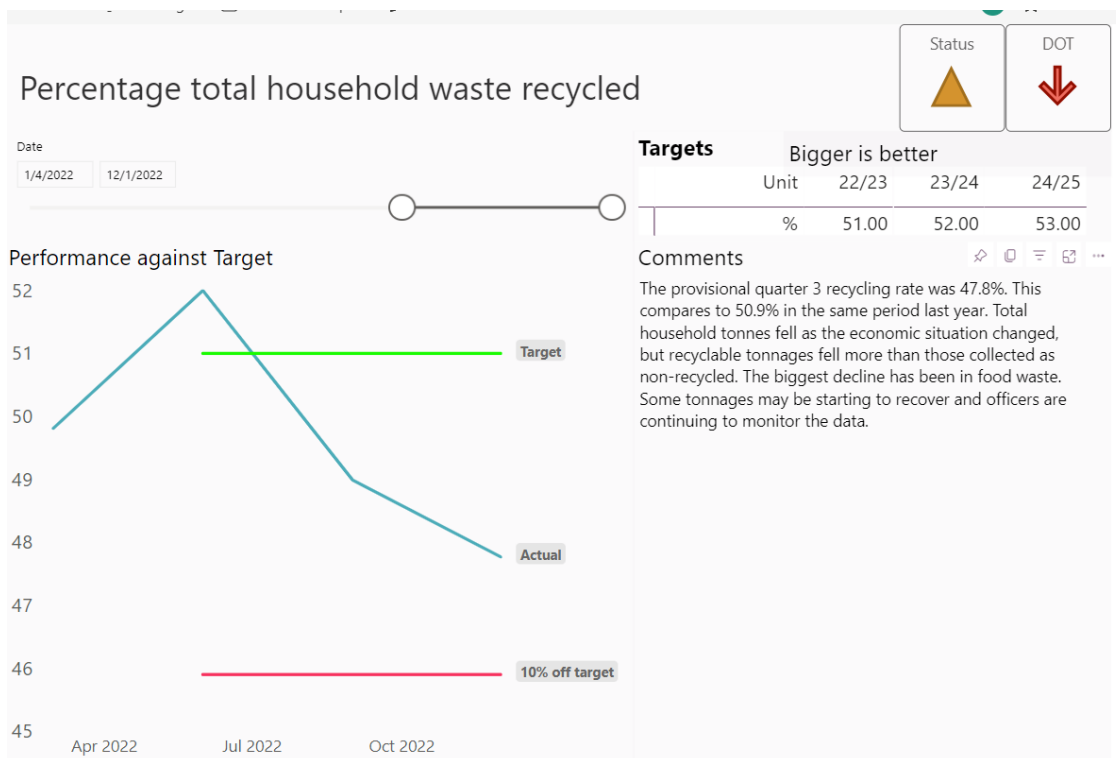 Status
DOT
Percentage total household waste recycled
Date
1/4/2022
12/1/2022
Targets
Bigger is better
Unit 22/23 23/24 24/25
% 51.00 52.00 53.00
Performance against Target
52
51
50
49
48
47
46
45
Target
Actual
10% off target
Apr 2022 Jul 2022 Oct 2022
Comments
The provisional quarter 3 recycling rate was 47.8%. This
compares to 50.9% in the same period last year. Total
household tonnes fell as the economic situation changed,
but recyclable tonnages fell more than those collected as
non-recycled. The biggest decline has been in food waste.
Some tonnages may be starting to recover and officers are
continuing to monitor the data.